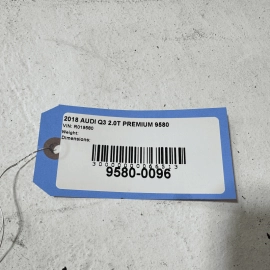 2018 AUDI Q3 2.0T PREMIUM 9580
VIN: R019580
Weight:
Dimensions:
9580-0096